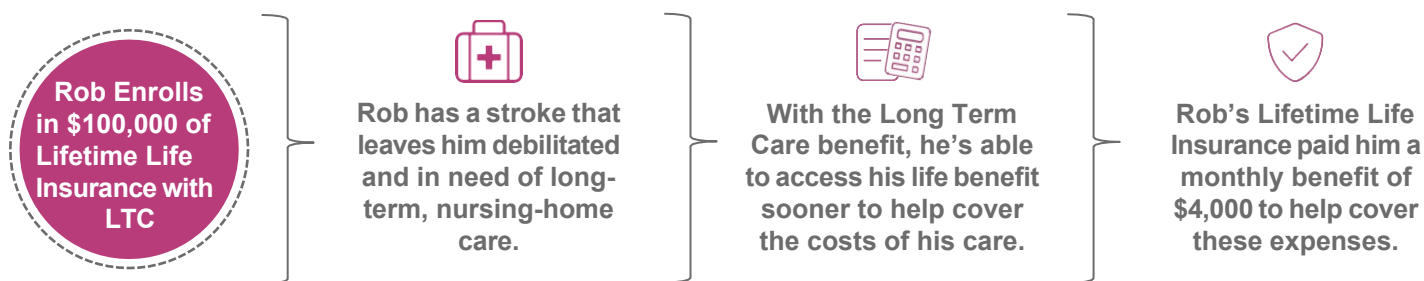 Rob Enrolls
in $100,000 of
Lifetime Life
Insurance with
LTC
Rob has a stroke that
leaves him debilitated
and in need of long-
term, nursing-home
care.
With the Long Term
Care benefit, he’s able
to access his life benefit
sooner to help cover
the costs of his care.
Rob’s Lifetime Life
Insurance paid him a
monthly benefit of
$4,000 to help cover
these expenses.